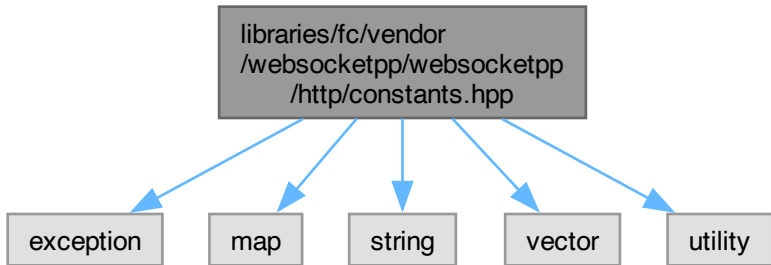 libraries/fc/vendor
/websocketpp/websocketpp
/http/constants.hpp
exception
map
string
vector
utility